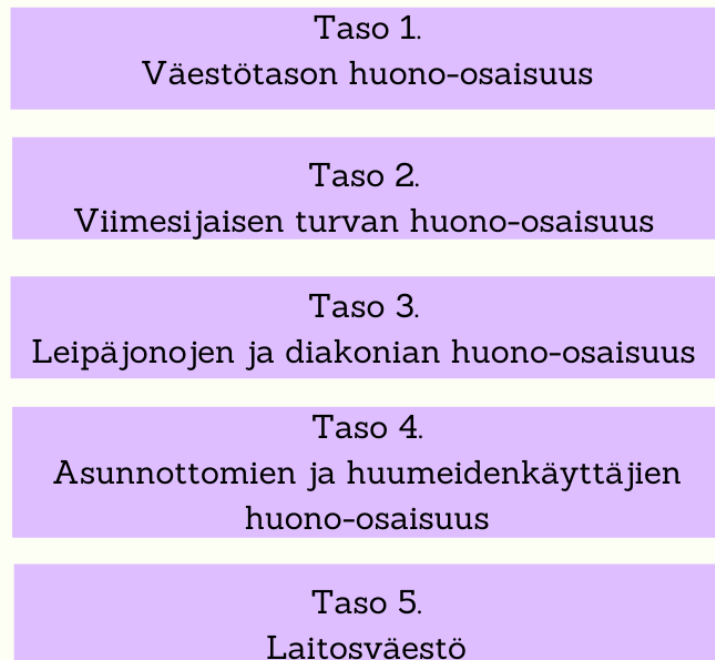 Taso 1.
Väestötason huono-osaisuus
Taso 2.
Viimesijaisen turvan huono-osaisuus
Taso 3.
Leipäjonojen ja diakonian huono-osaisuus
Taso 4.
Asunnottomien ja huumeidenkäyttäjien
huono-osaisuus
Taso 5.
Laitosväestö